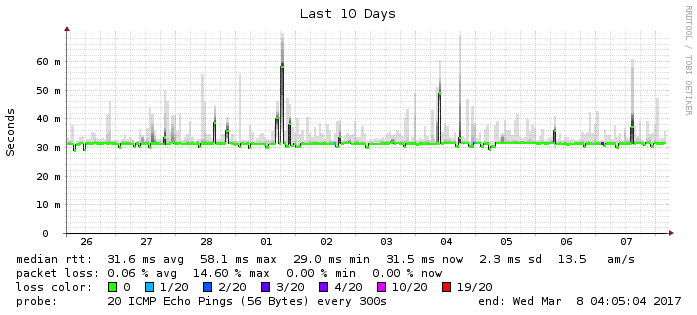 Last 10 Days
RRDTOOL / TOBI OETIKER
Seconds
60 m
50 m
40 m
30 m
20 m
10 m
0
26 27 28 01 02 03 04 05 06 07
median rtt: 31.6 ms avg 58.1 ms max 29.0 ms min 31.5 ms now 2.3 ms sd 13.5 am/s
packet loss: 0.06 % avg 14.60 % max 0.00 % min 0.00 % now
loss color: 0 1/20 2/20 3/20 4/20 10/20 19/20
probe: 20 ICMP Echo Pings (56 Bytes) every 300s end: Wed Mar 8 04:05:04 2017